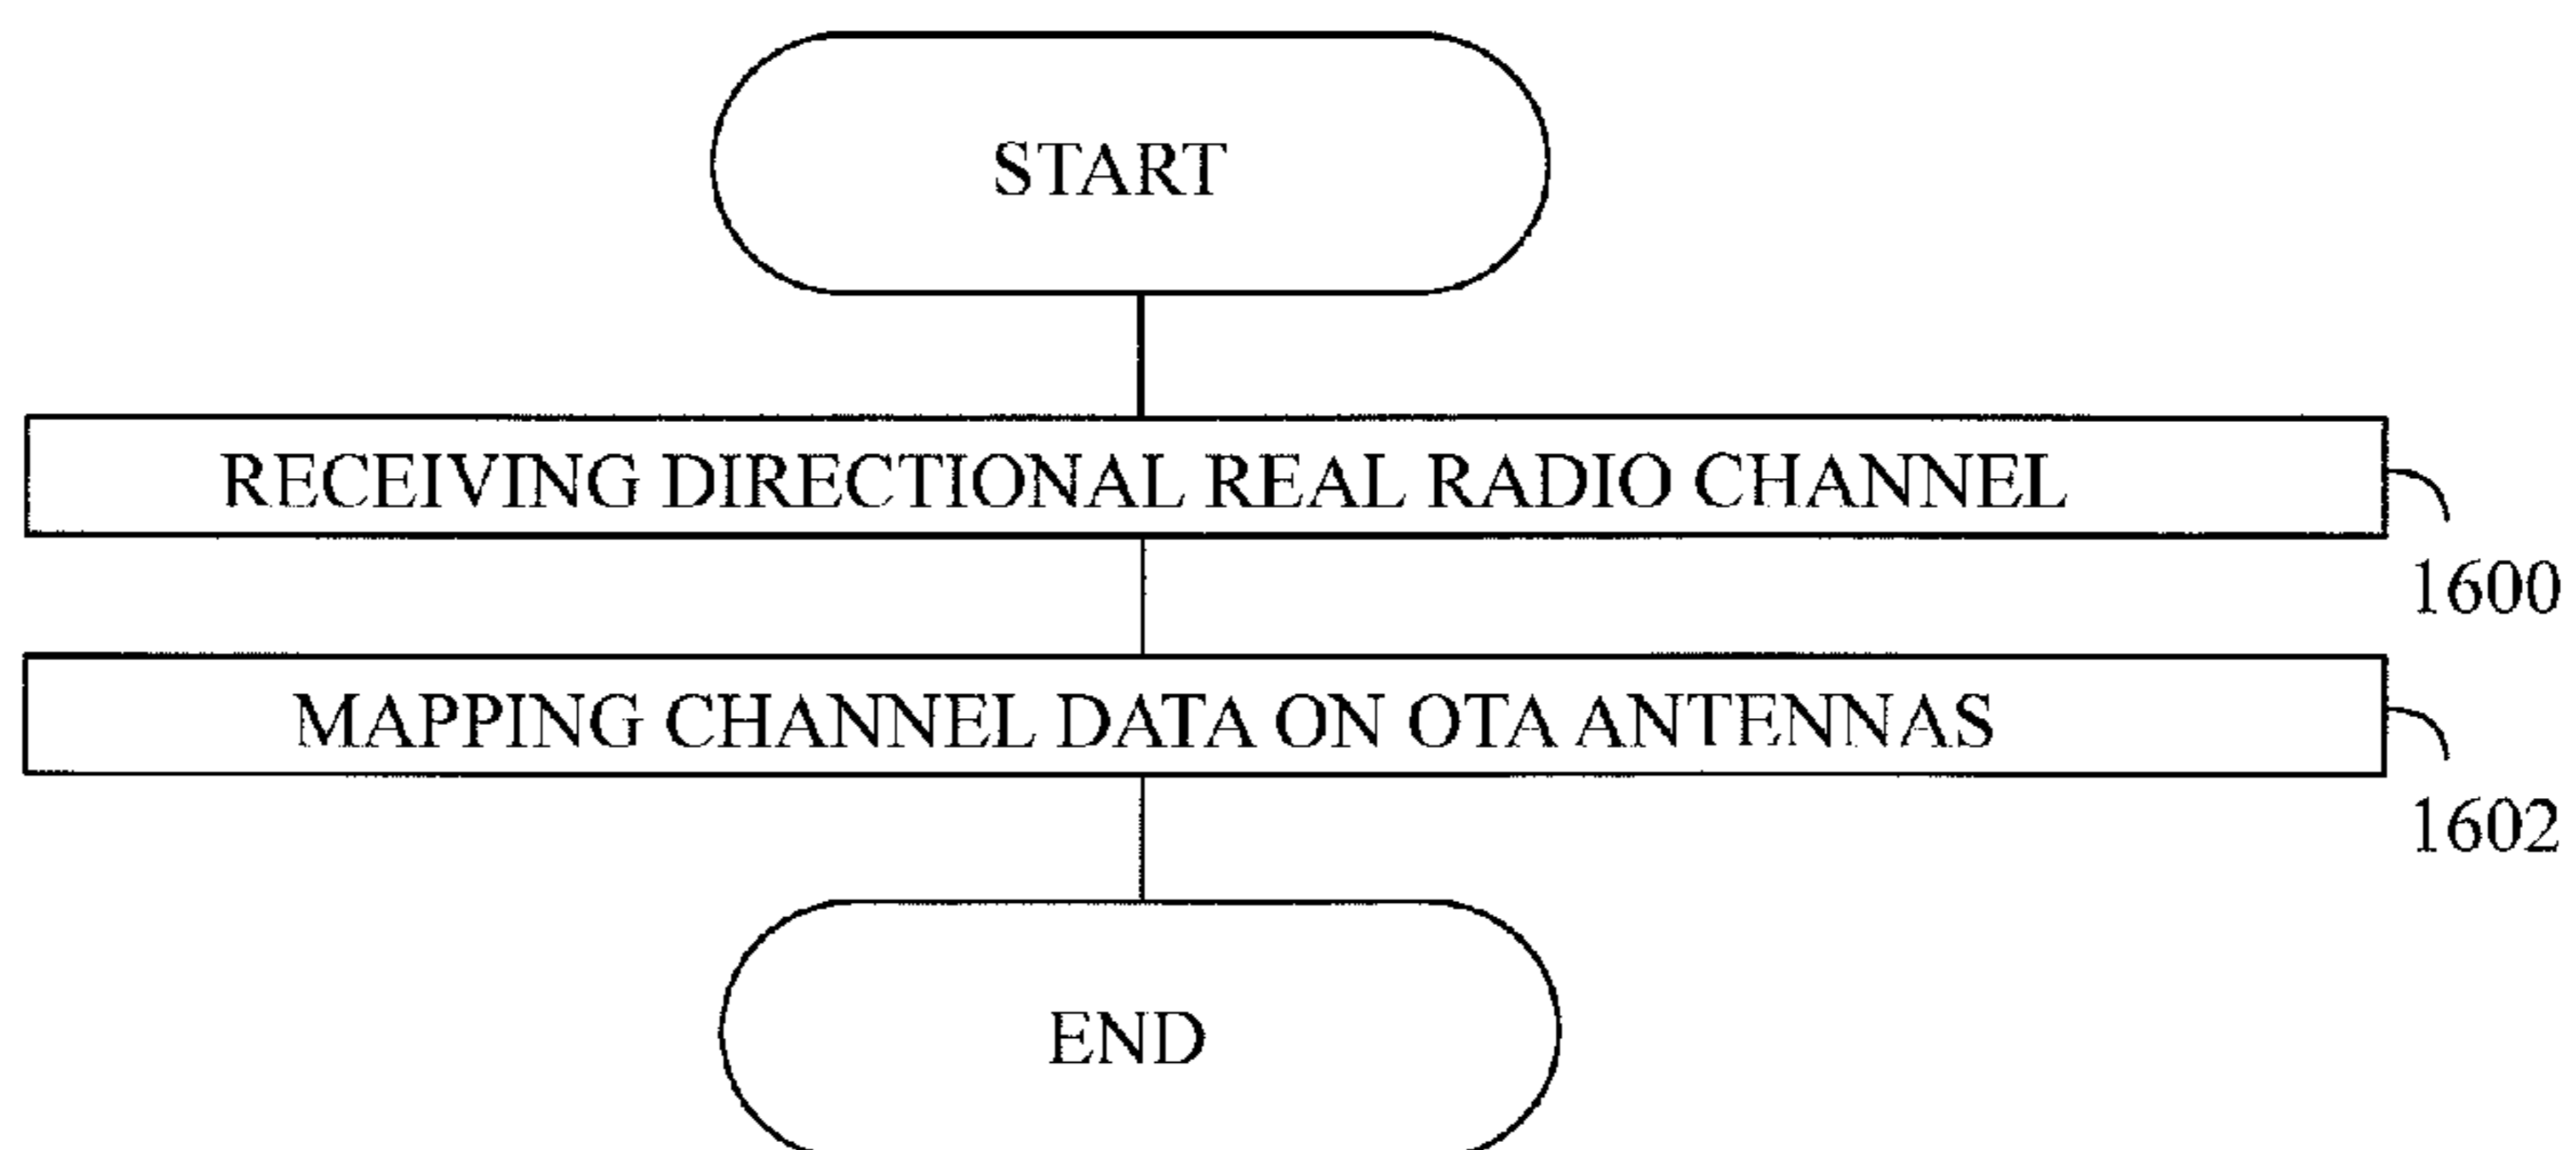 START
RECEIVING DIRECTIONAL REAL RADIO CHANNEL
1600
MAPPING CHANNEL DATA ON OTA ANTENNAS
1602
END